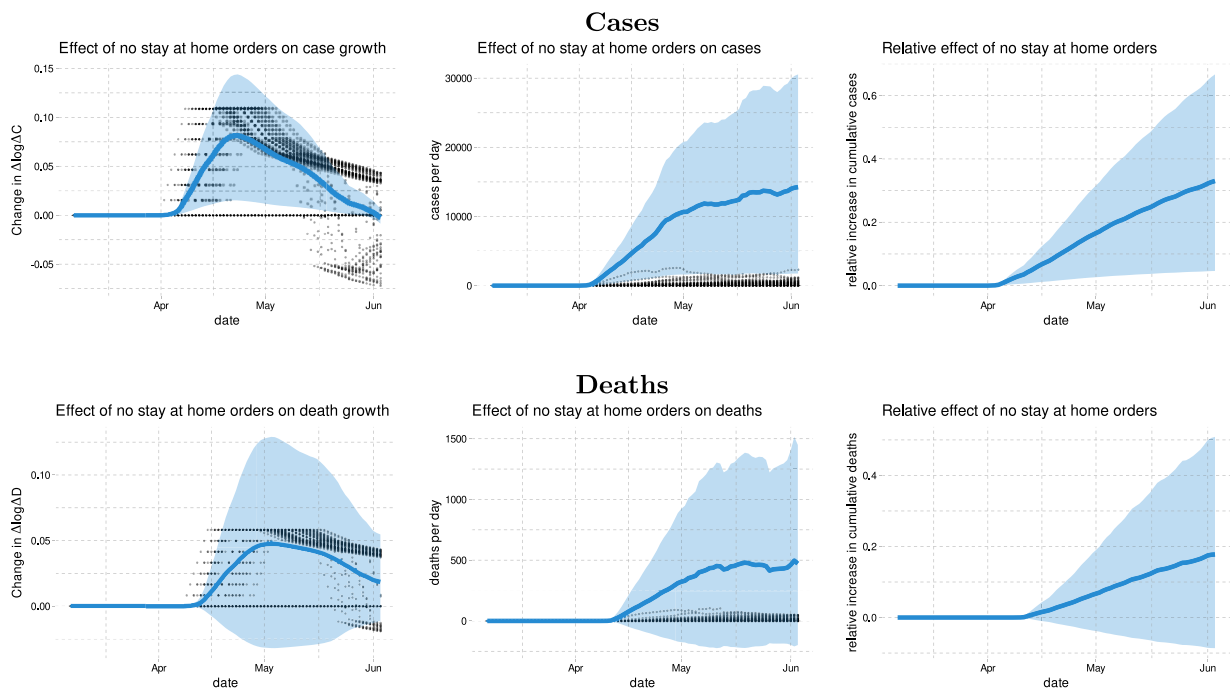 Cases
Effect of no stay at home orders on case growth
Effect of no stay at home orders on cases
Relative effect of no stay at home orders
Change in ΔlogΔC
0.15
0.10
0.05
0.00
-0.05
Apr
May
Jun
date
cases per day
30000
20000
10000
0
Apr
May
Jun
date
relative increase in cumulative cases
0.6
0.4
0.2
0.0
Apr
May
Jun
date
Deaths
Effect of no stay at home orders on death growth
Effect of no stay at home orders on deaths
Relative effect of no stay at home orders
Change in ΔlogΔD
0.10
0.05
0.00
Apr
May
Jun
date
deaths per day
1500
1000
500
0
Apr
May
Jun
date
relative increase in cumulative deaths
0.4
0.2
0.0
Apr
May
Jun
date